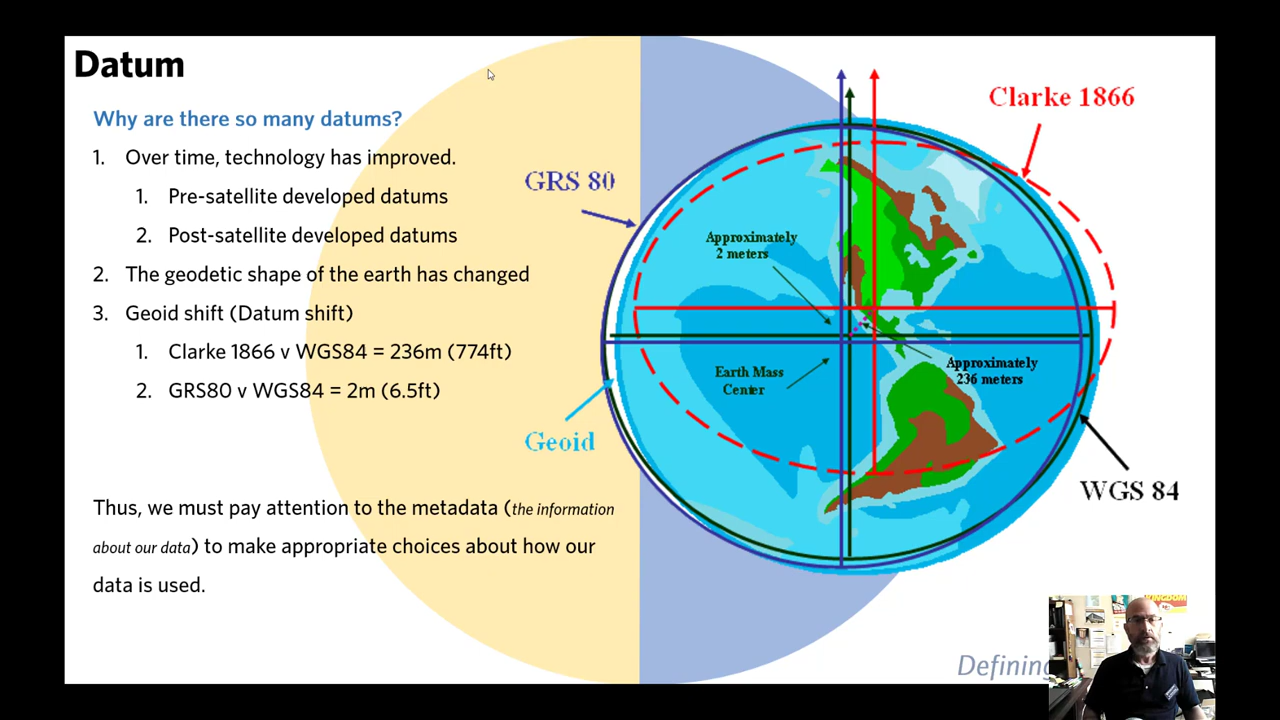 Datum
Why are there so many datums?
1. Over time, technology has improved.
1. Pre-satellite developed datums
2. Post-satellite developed datums
2. The geodetic shape of the earth has changed
3. Geoid shift (Datum shift)
1. Clarke 1866 v WGS84 = 236m (774ft)
2. GRS80 v WGS84 = 2m (6.5ft)
Thus, we must pay attention to the metadata (the information
about our data) to make appropriate choices about how our
data is used.
Clarke 1866
GRS 80
Approximately
2 meters
Earth Mass
Center
Approximately
236 meters
Geoid
WGS 84
Defining
KINGDOM